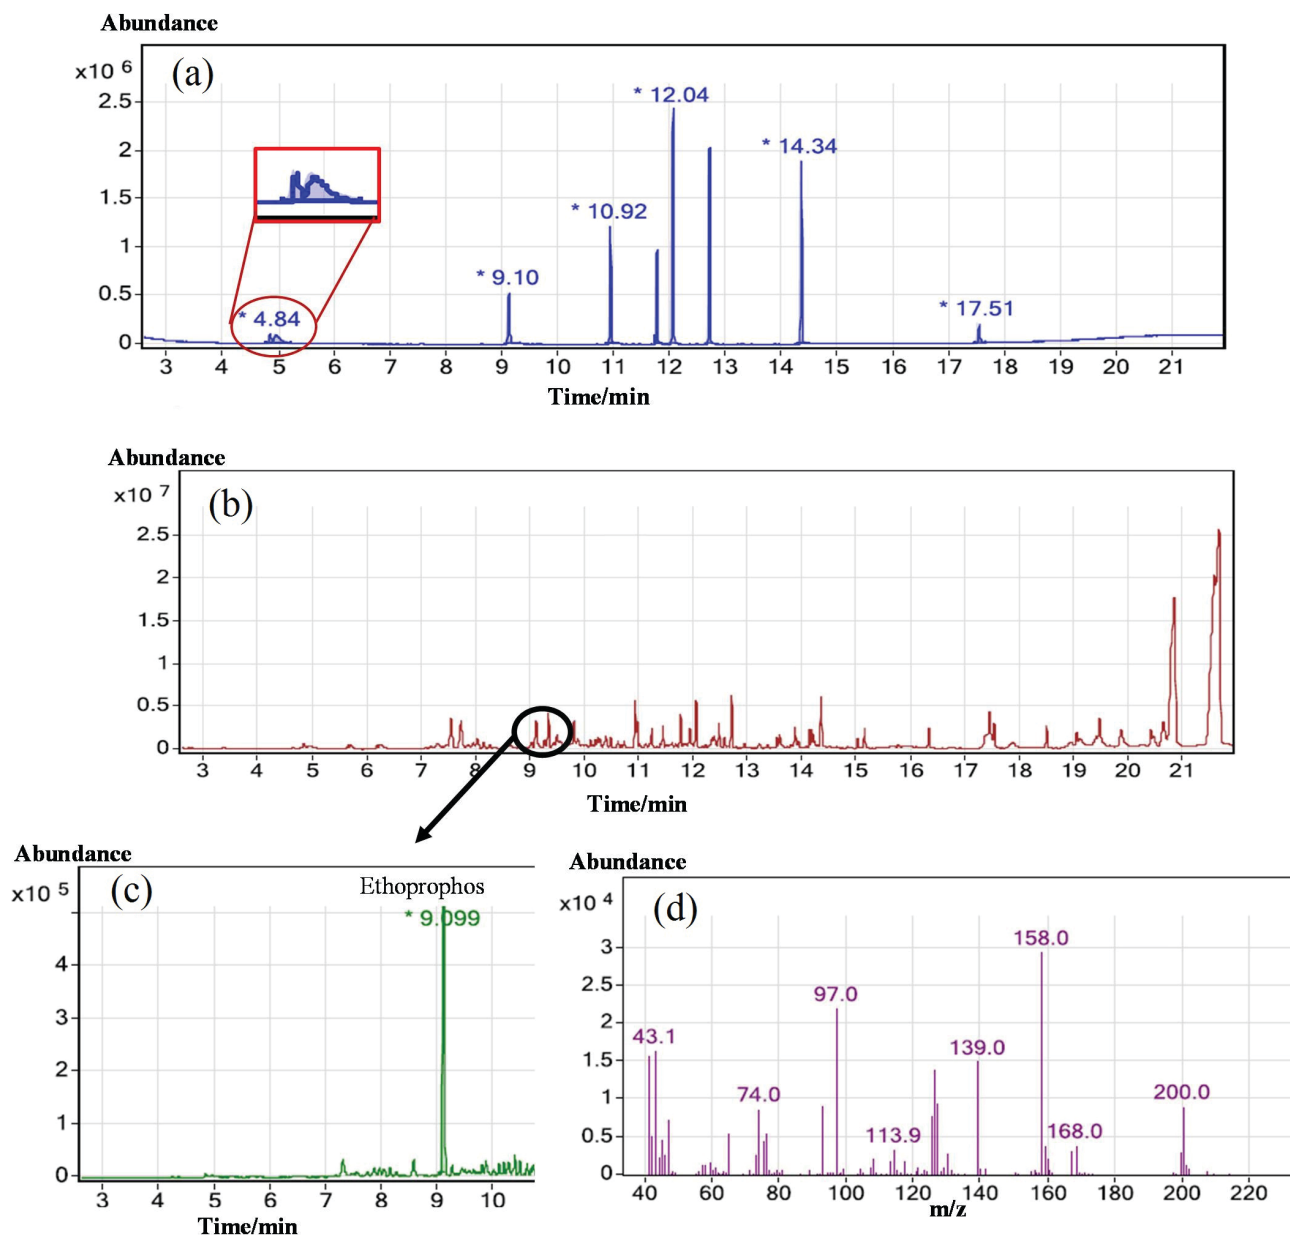 Abundance
x10 6
(a)
2.5
2
1.5
1
0.5
0
* 4.84
* 9.10
* 10.92
* 12.04
* 14.34
* 17.51
3 4 5 6 7 8 9 10 11 12 13 14 15 16 17 18 19 20 21
Time/min
Abundance
x10 7
(b)
2.5
2
1.5
1
0.5
0
3 4 5 6 7 8 9 10 11 12 13 14 15 16 17 18 19 20 21
Time/min
Abundance
x10 5
(c)
Ethoprophos
* 9.099
4
3
2
1
0
3 4 5 6 7 8 9 10
Time/min
Abundance
x10 4
(d)
3
2.5
2
1.5
1
0.5
0
43.1
74.0
97.0
113.9
139.0
158.0
168.0
200.0
40 60 80 100 120 140 160 180 200 220
m/z